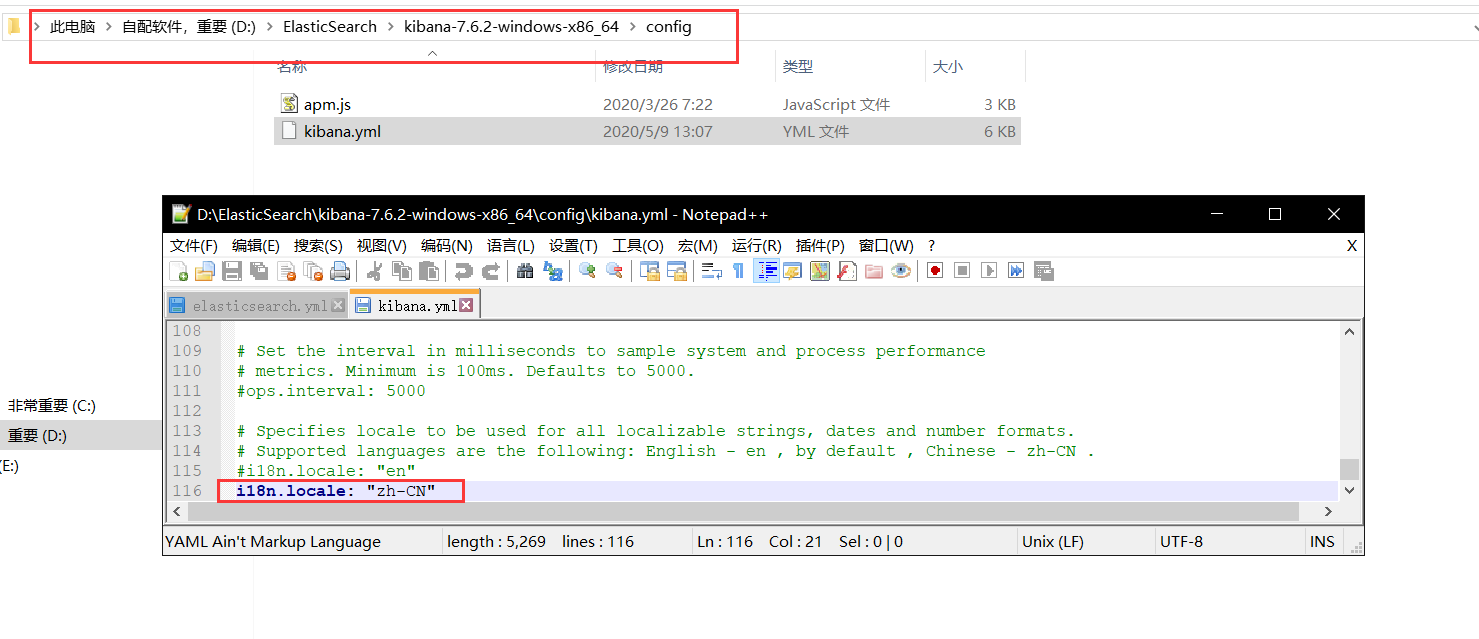 此电脑 > 自配软件，重要 (D:) > ElasticSearch > kibana-7.6.2-windows-x86_64 > config
名称 修改日期 类型 大小
apm.js 2020/3/26 7:22 JavaScript 文件 3 KB
kibana.yml 2020/5/9 13:07 YML 文件 6 KB
D:\ElasticSearch\kibana-7.6.2-windows-x86_64\config\kibana.yml - Notepad++
文件(F) 编辑(E) 搜索(S) 视图(V) 编码(N) 语言(L) 设置(T) 工具(O) 宏(M) 运行(R) 插件(P) 窗口(W) ? X
elasticsearch.yml kibana.yml
108
109 # Set the interval in milliseconds to sample system and process performance
110 # metrics. Minimum is 100ms. Defaults to 5000.
111 #ops.interval: 5000
112
113 # Specifies locale to be used for all localizable strings, dates and number formats.
114 # Supported languages are the following: English - en , by default , Chinese - zh-CN .
115 #i18n.locale: "en"
116 i18n.locale: "zh-CN"
YAML Ain't Markup Language length : 5,269 lines : 116 Ln : 116 Col : 21 Sel : 0 | 0 Unix (LF) UTF-8 INS
非常重要 (C:)
重要 (D:)
(E:)